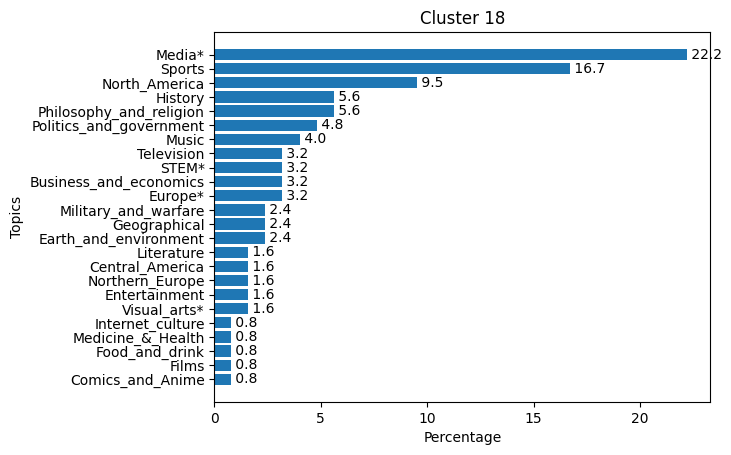 Cluster 18
Topics
Media* 22.2
Sports 16.7
North_America 9.5
History 5.6
Philosophy_and_religion 5.6
Politics_and_government 4.8
Music 4.0
Television 3.2
STEM* 3.2
Business_and_economics 3.2
Europe* 3.2
Military_and_warfare 2.4
Geographical 2.4
Earth_and_environment 2.4
Literature 1.6
Central_America 1.6
Northern_Europe 1.6
Entertainment 1.6
Visual_arts* 1.6
Internet_culture 0.8
Medicine_&_Health 0.8
Food_and_drink 0.8
Films 0.8
Comics_and_Anime 0.8
0 5 10 15 20
Percentage